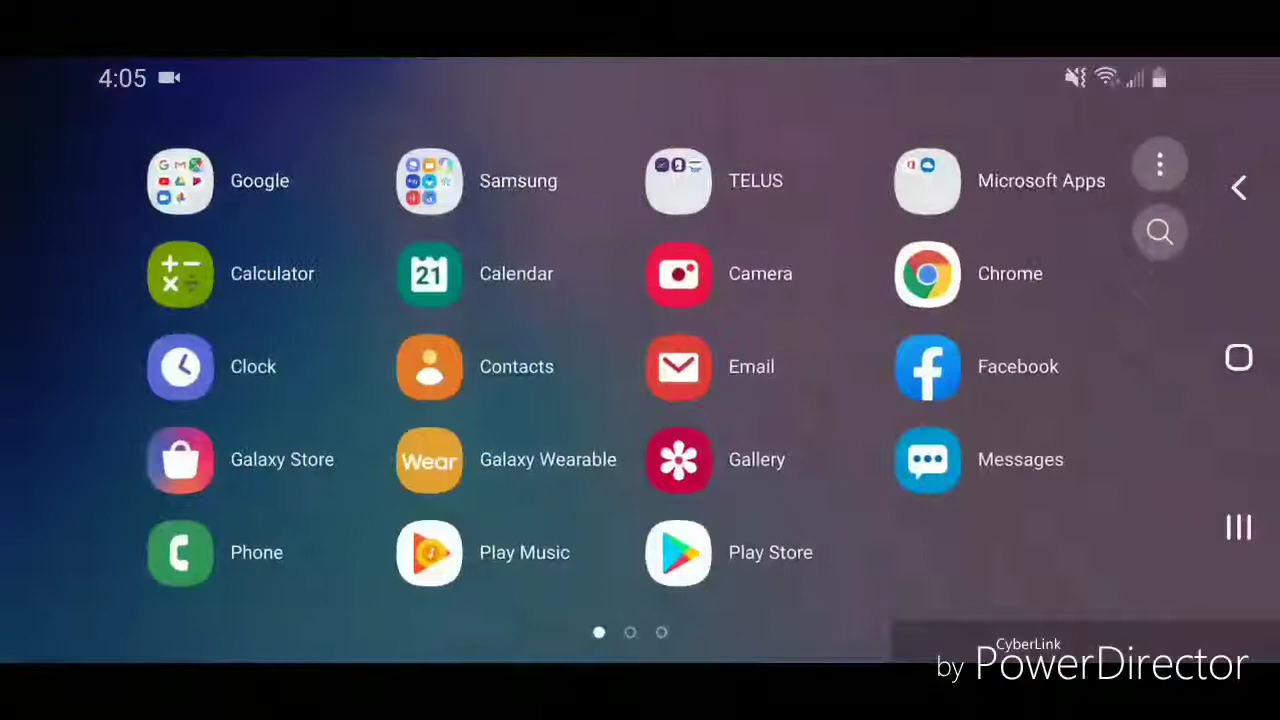 4:05
Google Samsung TELUS Microsoft Apps
Calculator 21 Calendar Camera Chrome
Clock Contacts Email Facebook
Galaxy Store Wear Galaxy Wearable Gallery Messages
Phone Play Music Play Store
CyberLink
by PowerDirector